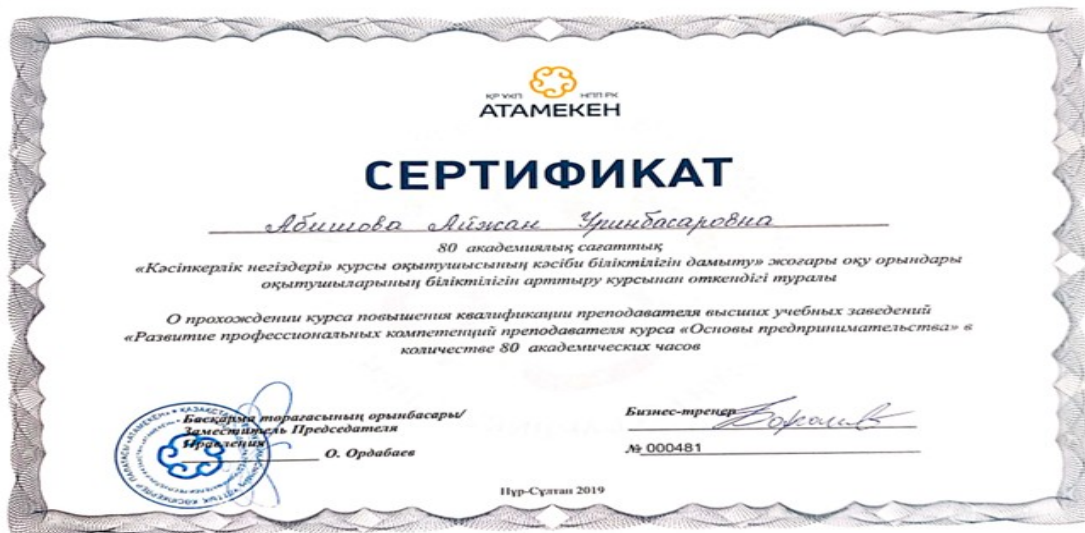 ҚР ҰКП НПП РК
АТАМЕКЕН
СЕРТИФИКАТ
Абишова Айжан Уринбасаровна
80 академиялық сағаттық
«Кәсіпкерлік негіздері» курсы оқытушысының кәсіби біліктілігін дамыту» жоғары оқу орындары
оқытушыларының біліктілігін арттыру курсынан өткендігі туралы
О прохождении курса повышения квалификации преподавателя высших учебных заведений
«Развитие профессиональных компетенций преподавателя курса «Основы предпринимательства» в
количестве 80 академических часов
Басқарма төрағасының орынбасары/
Заместитель Председателя
Правления
О. Ордабаев
Бизнес-тренер
№ 000481
Нұр-Сұлтан 2019